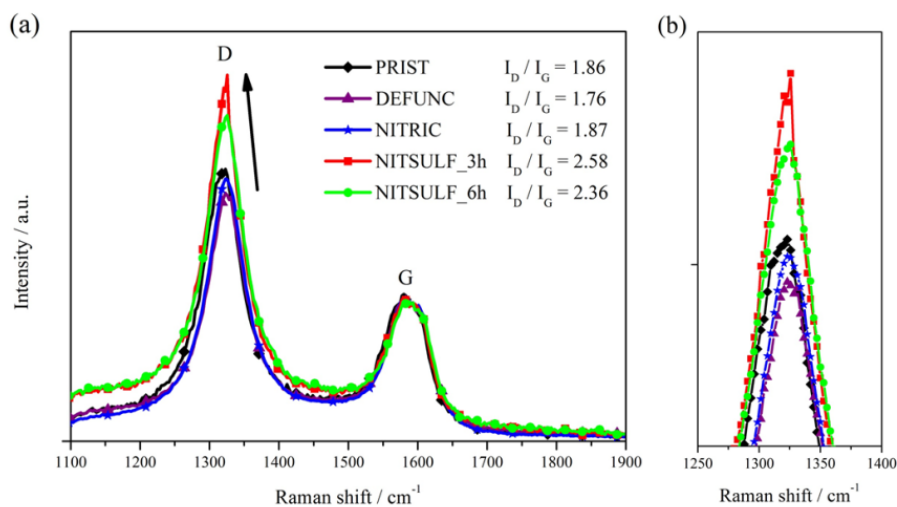 (a)
(b)
D
PRIST I_D / I_G = 1.86
DEFUNC I_D / I_G = 1.76
NITRIC I_D / I_G = 1.87
NITSULF_3h I_D / I_G = 2.58
NITSULF_6h I_D / I_G = 2.36
G
Intensity / a.u.
1100 1200 1300 1400 1500 1600 1700 1800 1900
Raman shift / cm⁻¹
1250 1300 1350 1400
Raman shift / cm⁻¹